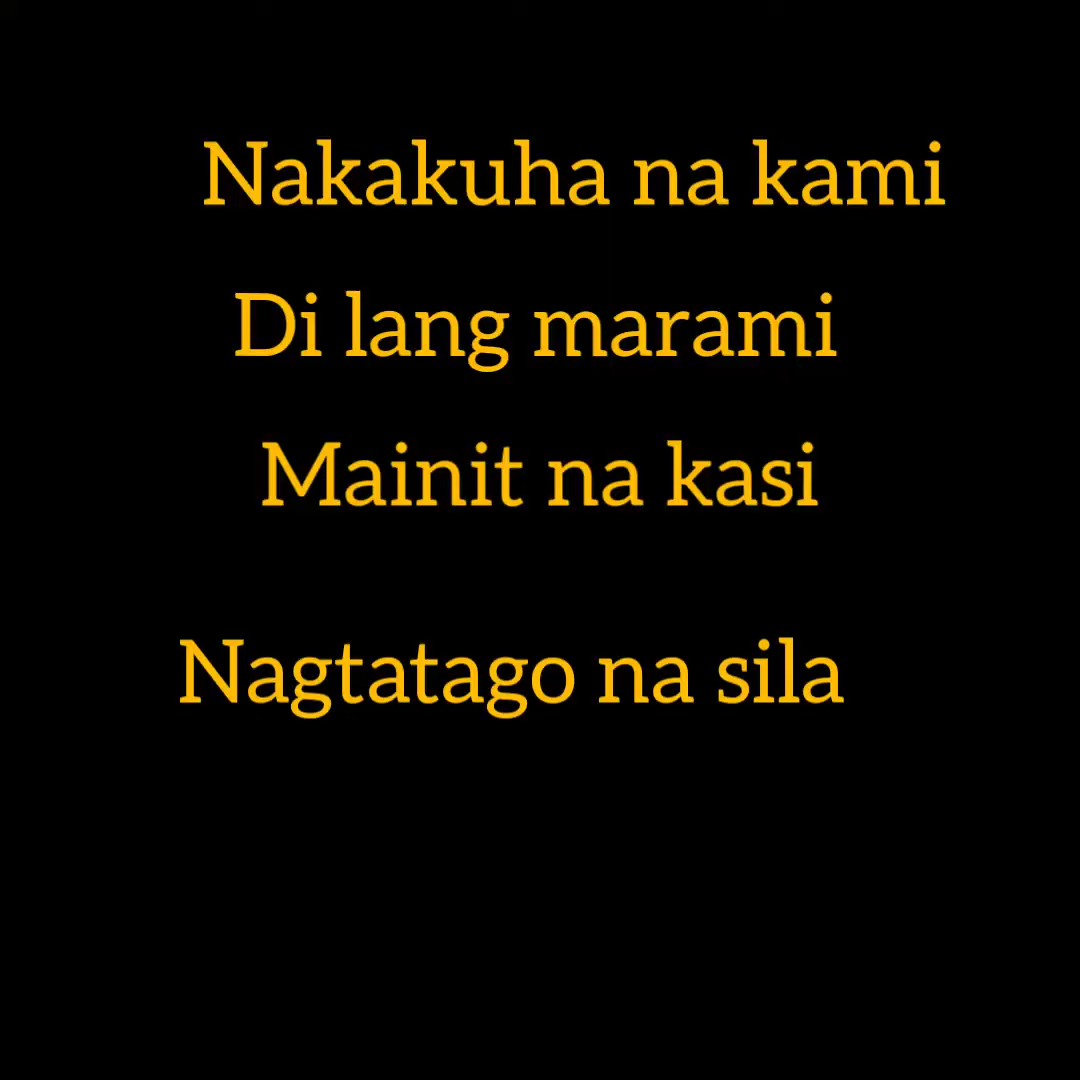 Nakakuha na kami
Di lang marami
Mainit na kasi
Nagtatago na sila